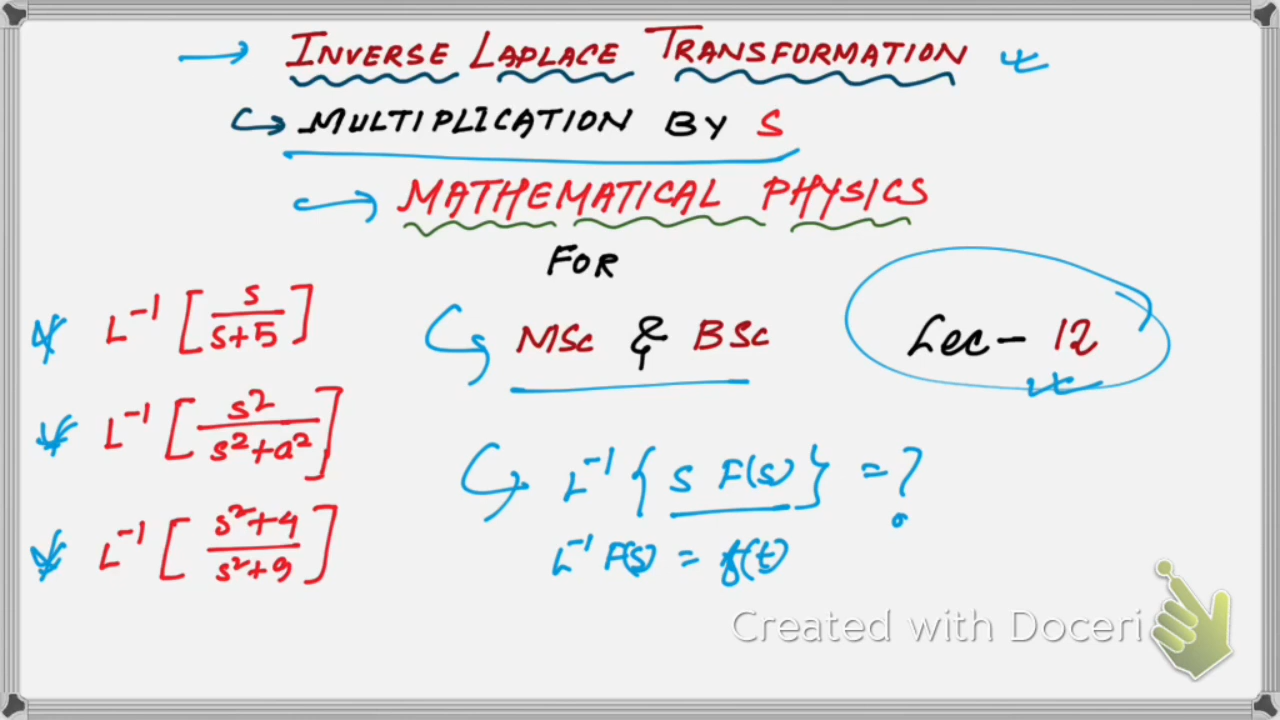 INVERSE LAPLACE TRANSFORMATION
MULTIPLICATION BY S
MATHEMATICAL PHYSICS
FOR
MSc & BSc
Lec - 12
L⁻¹ [ s / (s+5) ]
L⁻¹ [ s² / (s²+a²) ]
L⁻¹ [ (s²+4) / (s²+9) ]
L⁻¹ { s F(s) } = ?
L⁻¹ F(s) = f(t)
Created with Doceri